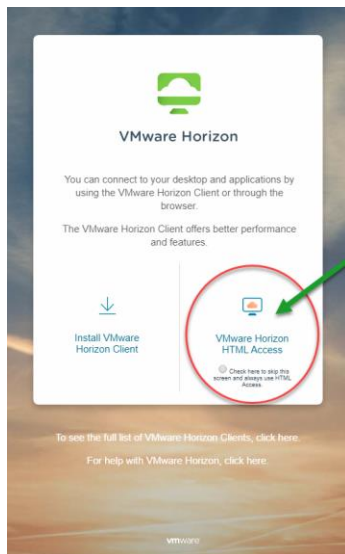 VMware Horizon
You can connect to your desktop and applications by
using the VMware Horizon Client or through the
browser.
The VMware Horizon Client offers better performance
and features.
Install VMware
Horizon Client
VMware Horizon
HTML Access
Check here to skip this
screen and always use HTML
Access.
To see the full list of VMware Horizon Clients, click here.
For help with VMware Horizon, click here.
vmware